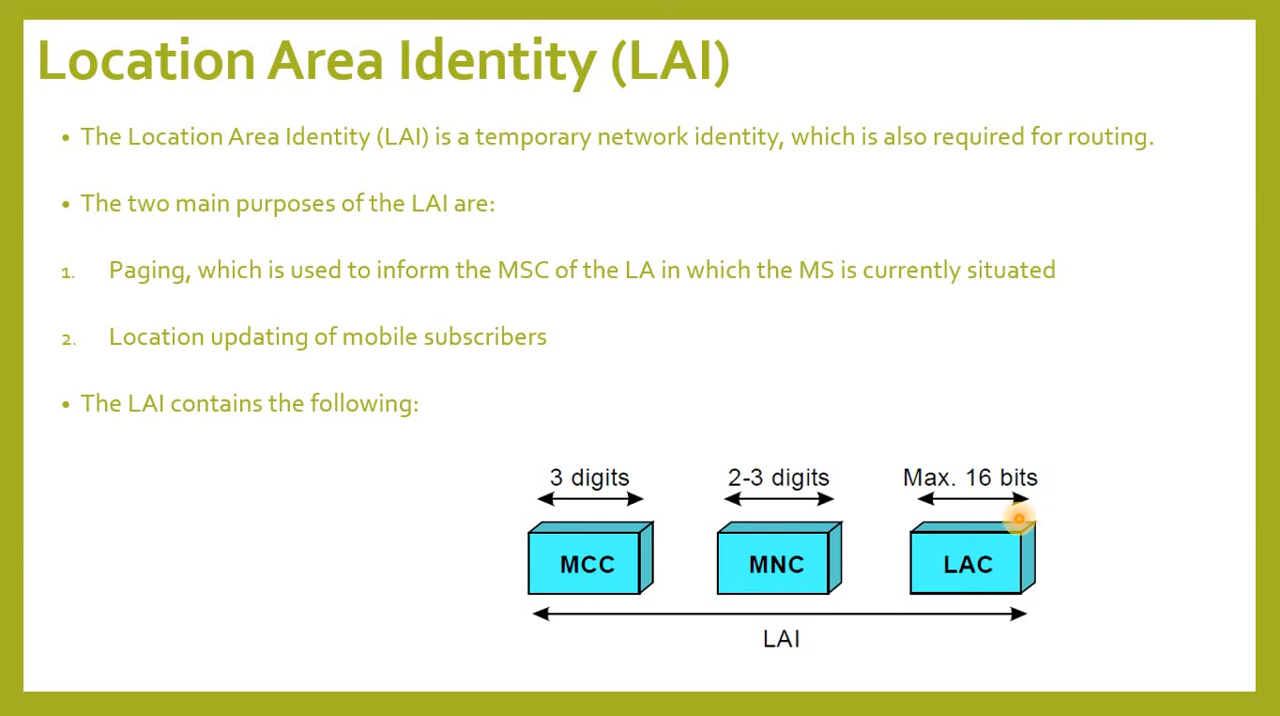 Location Area Identity (LAI)
• The Location Area Identity (LAI) is a temporary network identity, which is also required for routing.
• The two main purposes of the LAI are:
1. Paging, which is used to inform the MSC of the LA in which the MS is currently situated
2. Location updating of mobile subscribers
• The LAI contains the following:
3 digits 2-3 digits Max. 16 bits
MCC MNC LAC
LAI